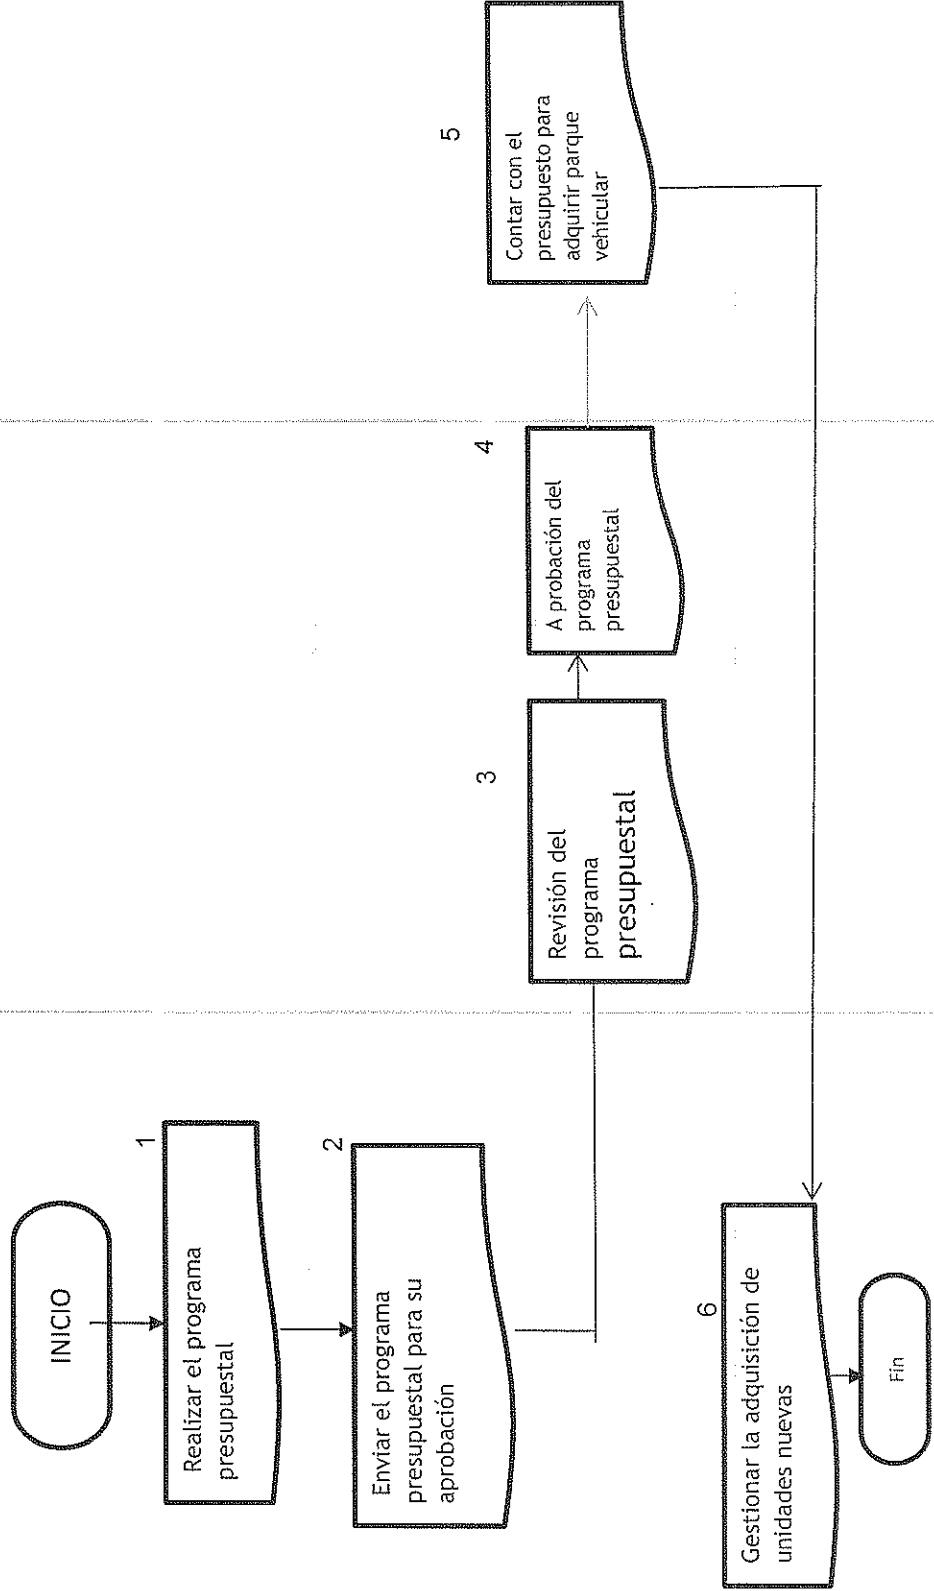 INICIO
1
Realizar el programa
presupuestal
2
Enviar el programa
presupuestal para su
aprobación
3
Revisión del
programa
presupuestal
4
A probación del
programa
presupuestal
5
Contar con el
presupuesto para
adquirir parque
vehicular
6
Gestionar la adquisición de
unidades nuevas
Fin